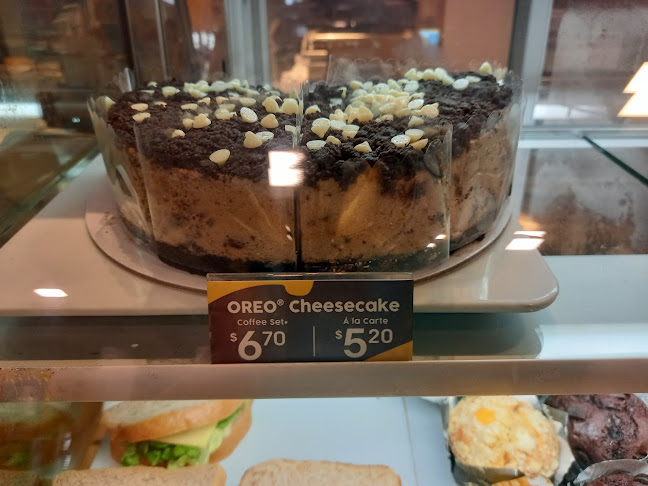 OREO® Cheesecake
Coffee Set* À la Carte
$6.70 $5.20